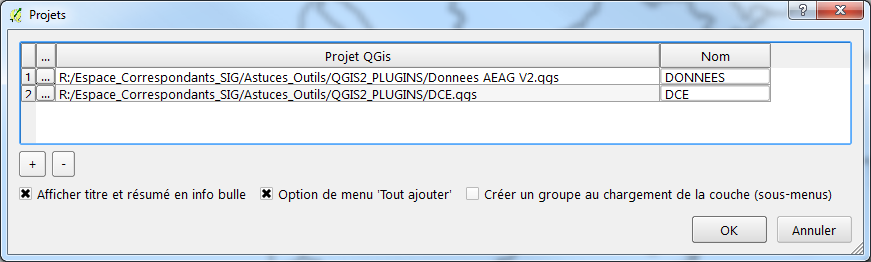 Projets
?
... Projet QGis Nom
1 ... R:/Espace_Correspondants_SIG/Astuces_Outils/QGIS2_PLUGINS/Donnees AEAG V2.qgs DONNEES
2 ... R:/Espace_Correspondants_SIG/Astuces_Outils/QGIS2_PLUGINS/DCE.qgs DCE
+ -
Afficher titre et résumé en info bulle Option de menu 'Tout ajouter' Créer un groupe au chargement de la couche (sous-menus)
OK Annuler